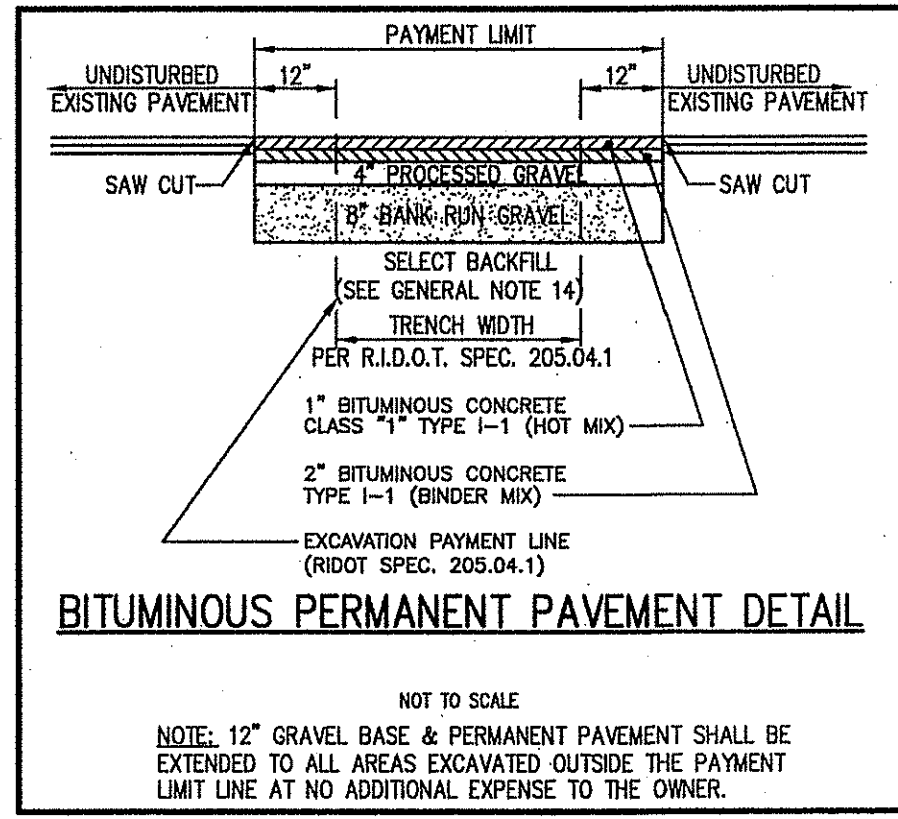 PAYMENT LIMIT
UNDISTURBED
EXISTING PAVEMENT
12"
12"
UNDISTURBED
EXISTING PAVEMENT
SAW CUT
4" PROCESSED GRAVEL
SAW CUT
8" BANK RUN GRAVEL
SELECT BACKFILL
(SEE GENERAL NOTE 14)
TRENCH WIDTH
PER R.I.D.O.T. SPEC. 205.04.1
1" BITUMINOUS CONCRETE
CLASS "1" TYPE I-1 (HOT MIX)
2" BITUMINOUS CONCRETE
TYPE I-1 (BINDER MIX)
EXCAVATION PAYMENT LINE
(RIDOT SPEC. 205.04.1)
BITUMINOUS PERMANENT PAVEMENT DETAIL
NOT TO SCALE
NOTE: 12" GRAVEL BASE & PERMANENT PAVEMENT SHALL BE
EXTENDED TO ALL AREAS EXCAVATED OUTSIDE THE PAYMENT
LIMIT LINE AT NO ADDITIONAL EXPENSE TO THE OWNER.